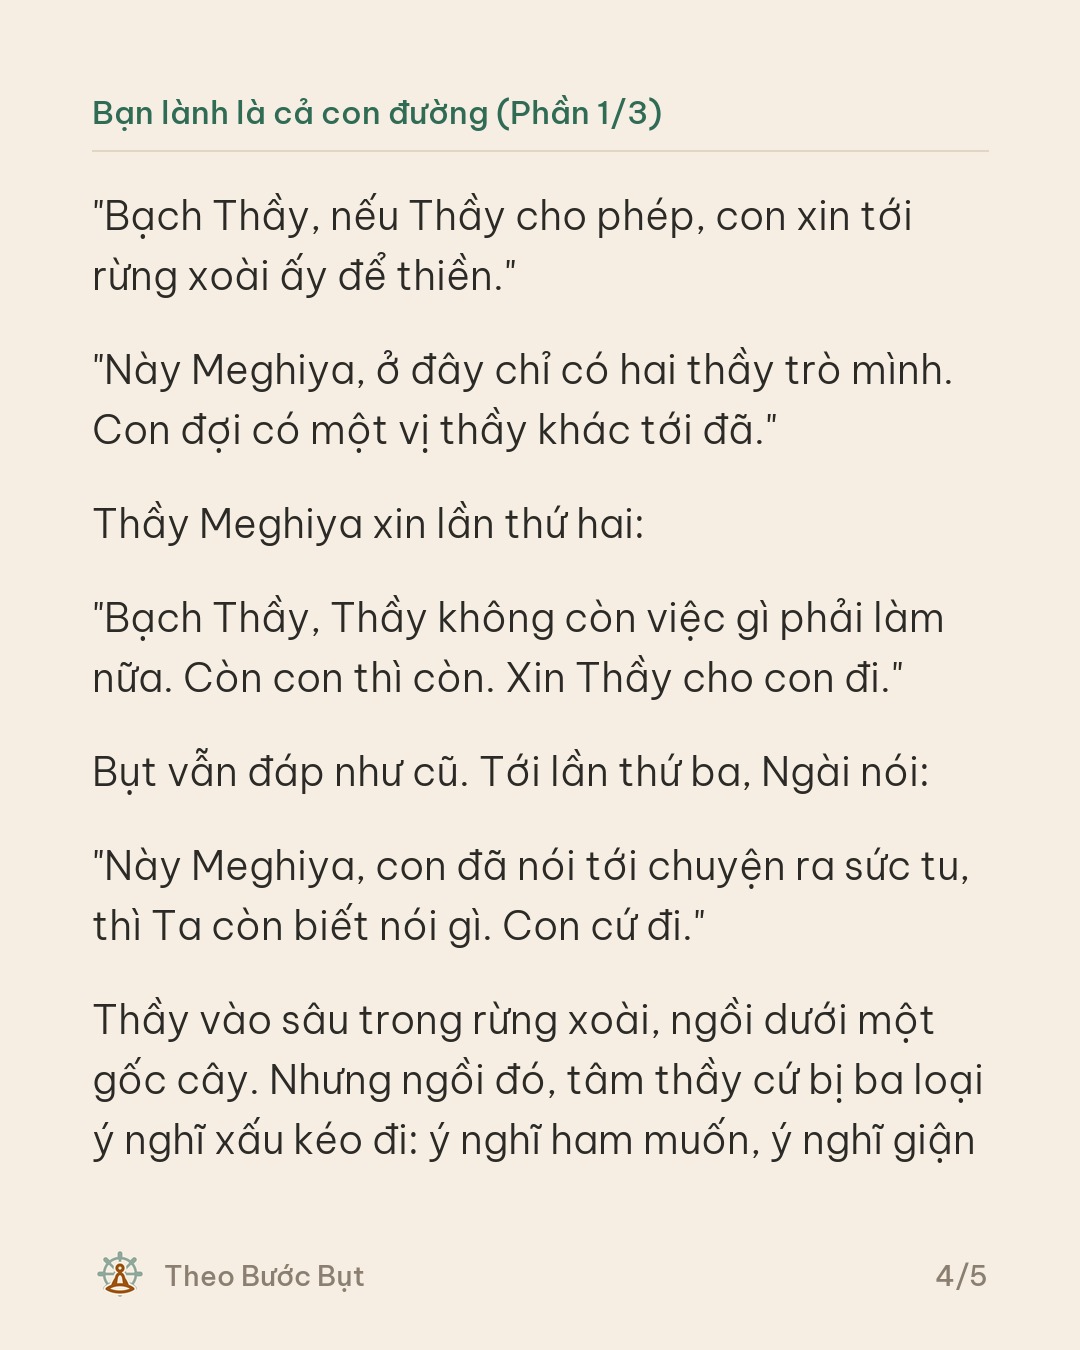 Bạn lành là cả con đường (Phần 1/3)
"Bạch Thầy, nếu Thầy cho phép, con xin tới
rừng xoài ấy để thiền."
"Này Meghiya, ở đây chỉ có hai thầy trò mình.
Con đợi có một vị thầy khác tới đã."
Thầy Meghiya xin lần thứ hai:
"Bạch Thầy, Thầy không còn việc gì phải làm
nữa. Còn con thì còn. Xin Thầy cho con đi."
Bụt vẫn đáp như cũ. Tới lần thứ ba, Ngài nói:
"Này Meghiya, con đã nói tới chuyện ra sức tu,
thì Ta còn biết nói gì. Con cứ đi."
Thầy vào sâu trong rừng xoài, ngồi dưới một
gốc cây. Nhưng ngồi đó, tâm thầy cứ bị ba loại
ý nghĩ xấu kéo đi: ý nghĩ ham muốn, ý nghĩ giận
Theo Bước Bụt
4/5